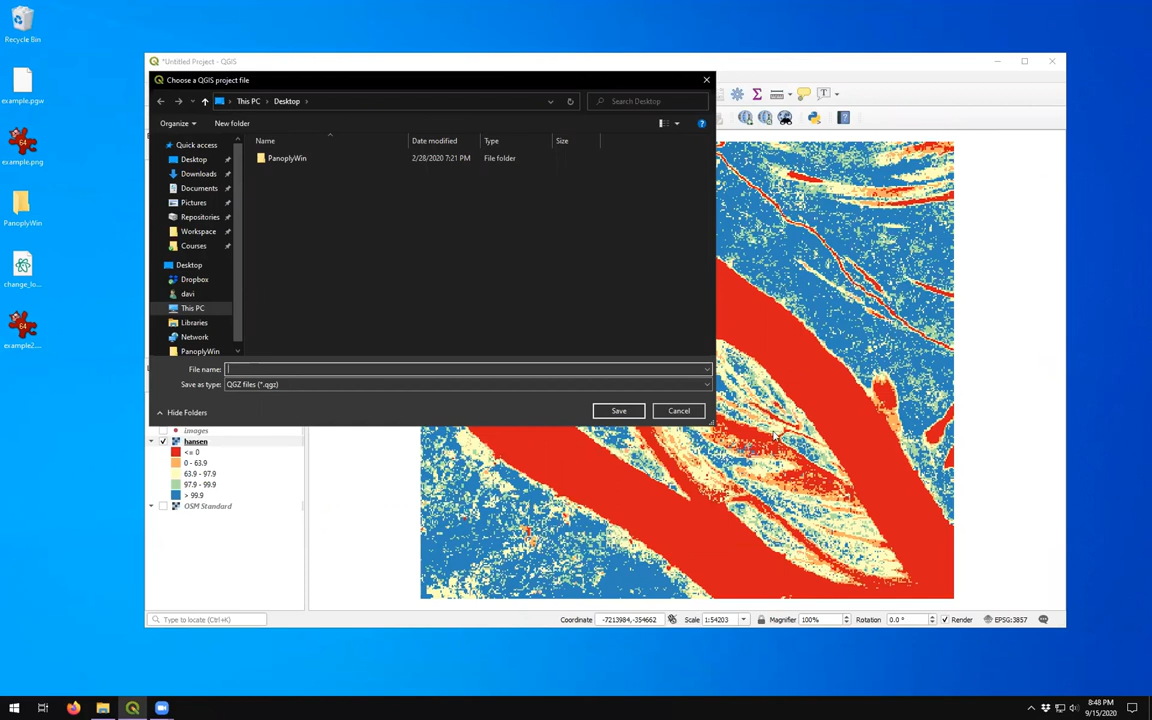 Recycle Bin
example.pgw
example.png
PanoplyWin
change_lo...
example2....
*Untitled Project - QGIS
Choose a QGIS project file
This PC
Desktop
Search Desktop
Organize
New folder
Name
Date modified
Type
Size
PanoplyWin
2/28/2020 7:21 PM
File folder
Quick access
Desktop
Downloads
Documents
Pictures
Repositories
Workspace
Courses
Desktop
Dropbox
davi
This PC
Libraries
Network
PanoplyWin
File name:
Save as type:
QGZ files (*.qgz)
Hide Folders
Save
Cancel
images
hansen
<= 0
0 - 63.9
63.9 - 97.9
97.9 - 99.9
> 99.9
OSM Standard
Type to locate (Ctrl+K)
Coordinate
-7213984,-354662
Scale
1:54203
Magnifier
100%
Rotation
0.0 °
Render
EPSG:3857
8:48 PM
9/15/2020